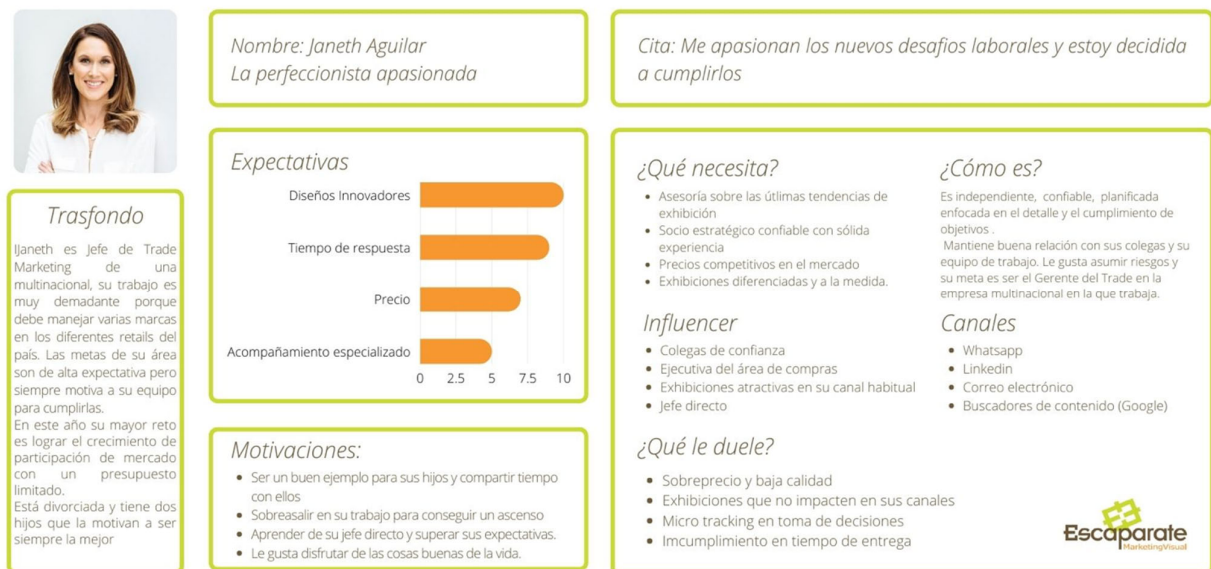 Nombre: Janeth Aguilar
La perfeccionista apasionada
Cita: Me apasionan los nuevos desafios laborales y estoy decidida
a cumplirlos
Trasfondo
IJaneth es Jefe de Trade
Marketing de una
multinacional, su trabajo es
muy demadante porque
debe manejar varias marcas
en los diferentes retails del
país. Las metas de su área
son de alta expectativa pero
siempre motiva a su equipo
para cumplirlas.
En este año su mayor reto
es lograr el crecimiento de
participación de mercado
con un presupuesto
limitado.
Está divorciada y tiene dos
hijos que la motivan a ser
siempre la mejor
Expectativas
Diseños Innovadores
Tiempo de respuesta
Precio
Acompañamiento especializado
0 2.5 5 7.5 10
Motivaciones:
• Ser un buen ejemplo para sus hijos y compartir tiempo
con ellos
• Sobreasalir en su trabajo para conseguir un ascenso
• Aprender de su jefe directo y superar sus expectativas.
• Le gusta disfrutar de las cosas buenas de la vida.
¿Qué necesita?
• Asesoría sobre las útlimas tendencias de
exhibición
• Socio estratégico confiable con sólida
experiencia
• Precios competitivos en el mercado
• Exhibiciones diferenciadas y a la medida.
¿Cómo es?
Es independiente, confiable, planificada
enfocada en el detalle y el cumplimiento de
objetivos .
Mantiene buena relación con sus colegas y su
equipo de trabajo. Le gusta asumir riesgos y
su meta es ser el Gerente del Trade en la
empresa multinacional en la que trabaja.
Influencer
• Colegas de confianza
• Ejecutiva del área de compras
• Exhibiciones atractivas en su canal habitual
• Jefe directo
Canales
• Whatsapp
• Linkedin
• Correo electrónico
• Buscadores de contenido (Google)
¿Qué le duele?
• Sobreprecio y baja calidad
• Exhibiciones que no impacten en sus canales
• Micro tracking en toma de decisiones
• Imcumplimiento en tiempo de entrega
Escaparate
MarketingVisual